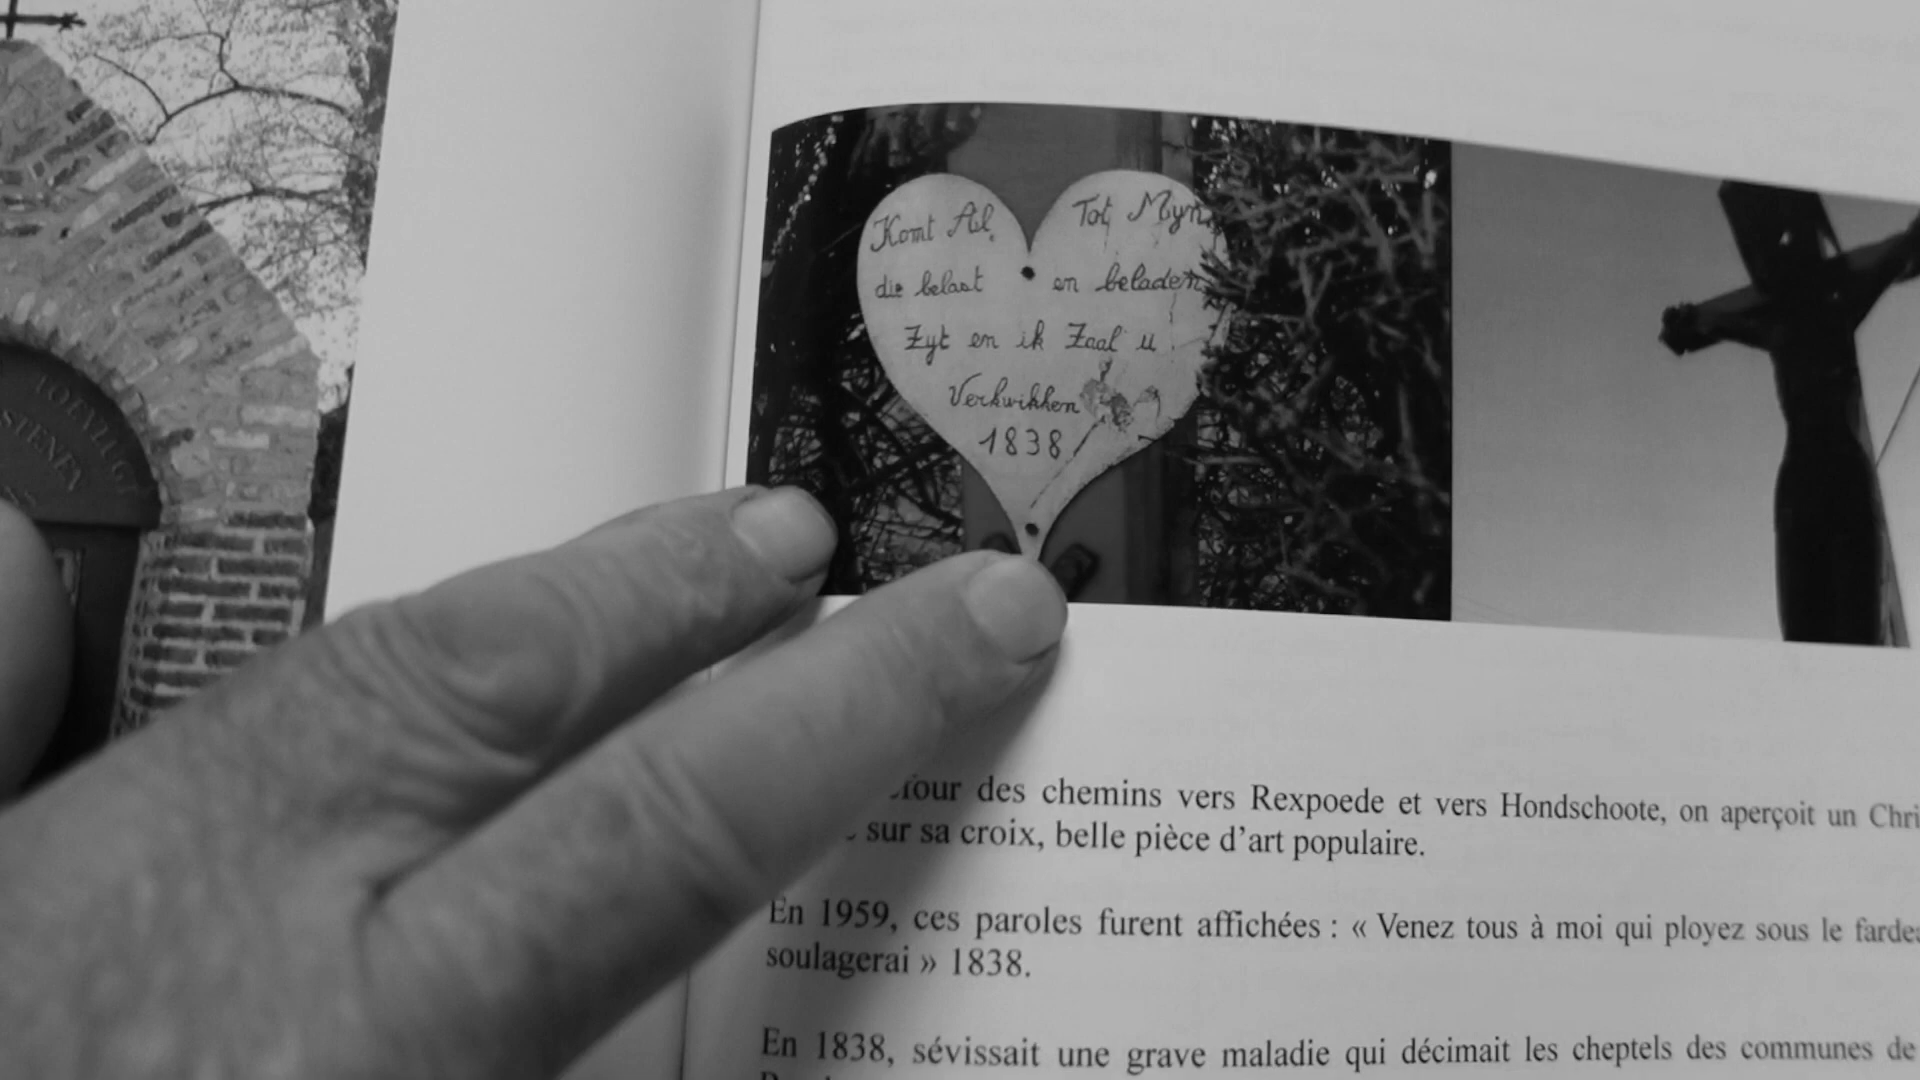 TOEVLUGT
Komt Al Tot Myn
die belast en beladen
Zyt en ik Zaal u
Verkwikken
1838
des chemins vers Rexpoede et vers Hondschoote, on aperçoit un
sur sa croix, belle pièce d'art populaire.
En 1959, ces paroles furent affichées : « Venez tous à moi qui ployez sous le
soulagerai » 1838.
En 1838, sévissait une grave maladie qui décimait les cheptels des communes de